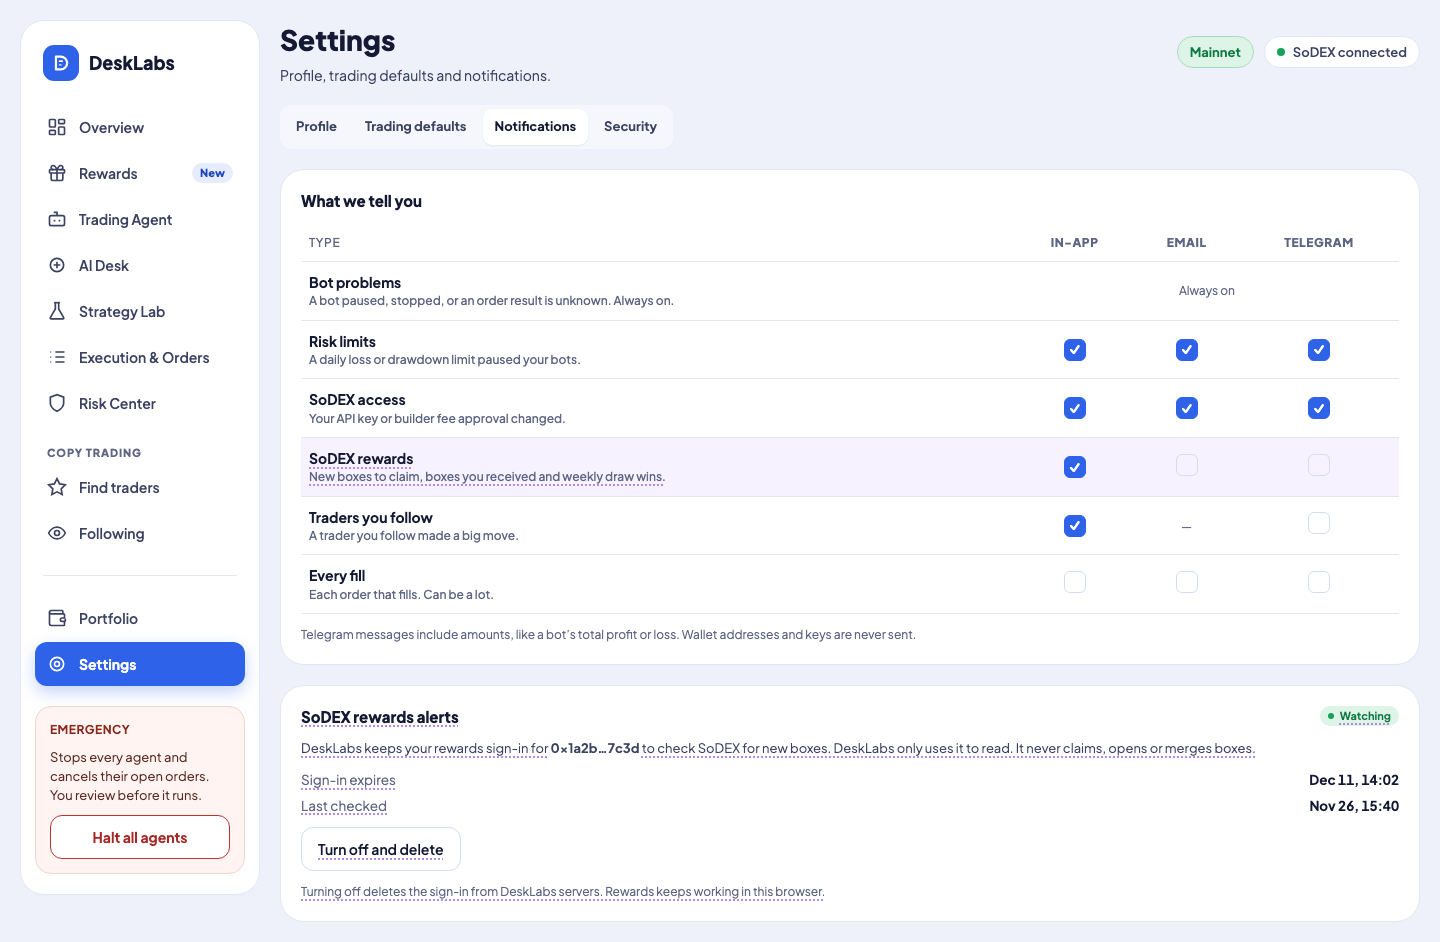 DeskLabs
Overview
Rewards New
Trading Agent
AI Desk
Strategy Lab
Execution & Orders
Risk Center
COPY TRADING
Find traders
Following
Portfolio
Settings
EMERGENCY
Stops every agent and
cancels their open orders.
You review before it runs.
Halt all agents
Settings
Profile, trading defaults and notifications.
Mainnet
SoDEX connected
Profile Trading defaults Notifications Security
What we tell you
TYPE IN-APP EMAIL TELEGRAM
Bot problems
A bot paused, stopped, or an order result is unknown. Always on.
Always on
Risk limits
A daily loss or drawdown limit paused your bots.
SoDEX access
Your API key or builder fee approval changed.
SoDEX rewards
New boxes to claim, boxes you received and weekly draw wins.
Traders you follow
A trader you follow made a big move.
—
Every fill
Each order that fills. Can be a lot.
Telegram messages include amounts, like a bot's total profit or loss. Wallet addresses and keys are never sent.
SoDEX rewards alerts
Watching
DeskLabs keeps your rewards sign-in for 0×1a2b…7c3d to check SoDEX for new boxes. DeskLabs only uses it to read. It never claims, opens or merges boxes.
Sign-in expires Dec 11, 14:02
Last checked Nov 26, 15:40
Turn off and delete
Turning off deletes the sign-in from DeskLabs servers. Rewards keeps working in this browser.